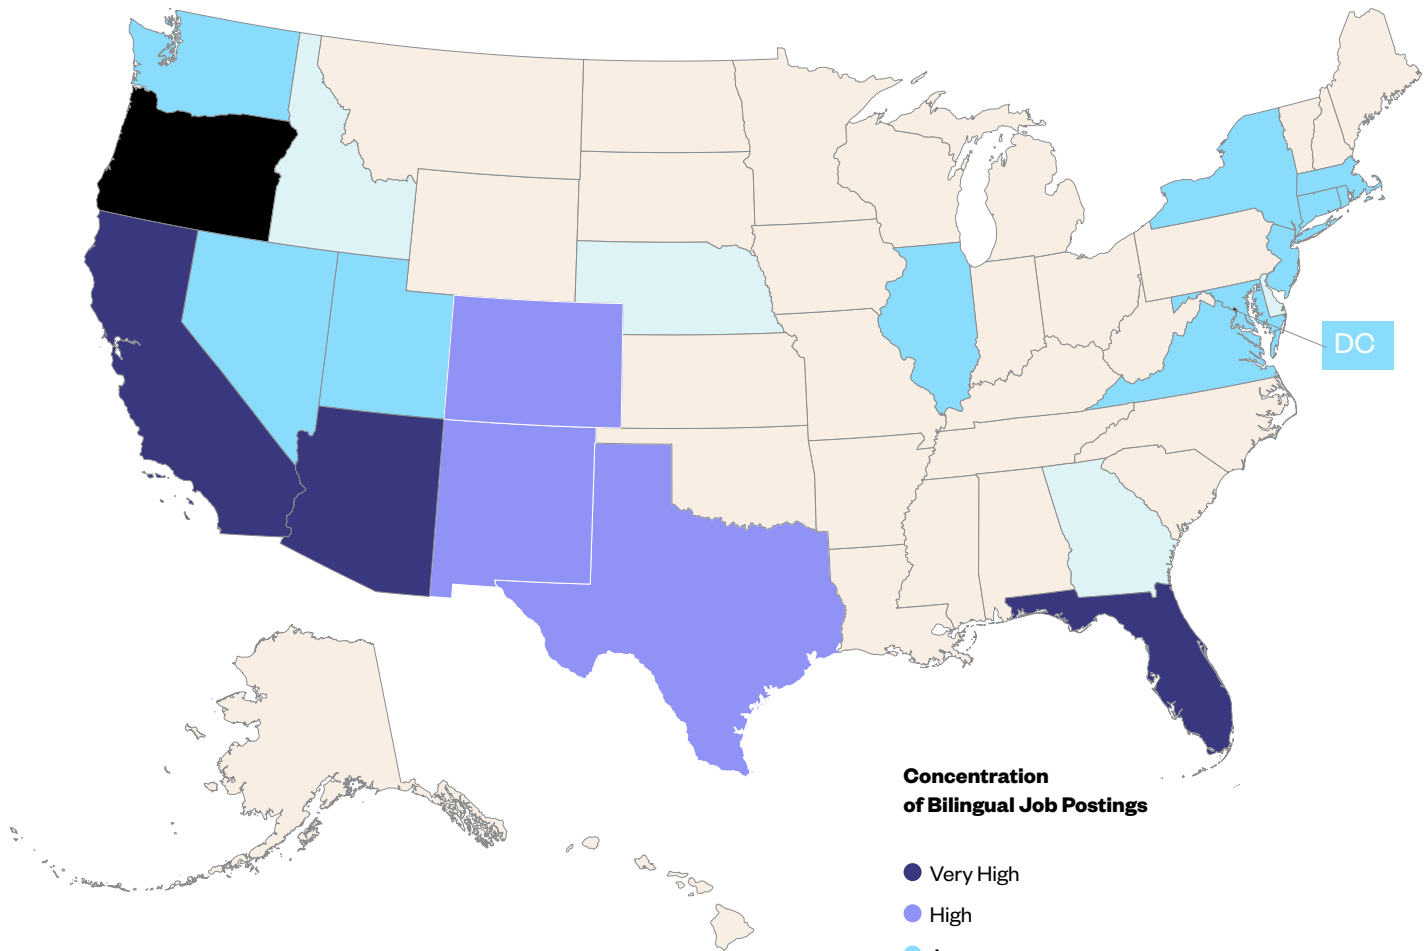 DC
Concentration
of Bilingual Job Postings
Very High
High